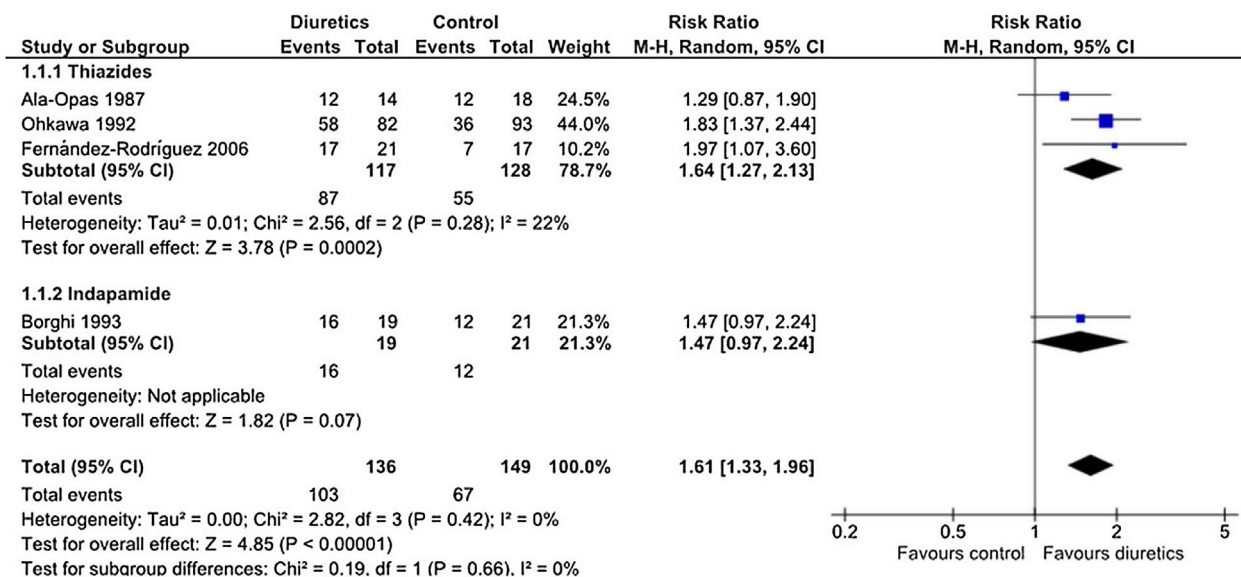 Diuretics Control Risk Ratio Risk Ratio
Study or Subgroup Events Total Events Total Weight M-H, Random, 95% CI M-H, Random, 95% CI
1.1.1 Thiazides
Ala-Opas 1987 12 14 12 18 24.5% 1.29 [0.87, 1.90]
Ohkawa 1992 58 82 36 93 44.0% 1.83 [1.37, 2.44]
Fernández-Rodríguez 2006 17 21 7 17 10.2% 1.97 [1.07, 3.60]
Subtotal (95% CI) 117 128 78.7% 1.64 [1.27, 2.13]
Total events 87 55
Heterogeneity: Tau² = 0.01; Chi² = 2.56, df = 2 (P = 0.28); I² = 22%
Test for overall effect: Z = 3.78 (P = 0.0002)
1.1.2 Indapamide
Borghi 1993 16 19 12 21 21.3% 1.47 [0.97, 2.24]
Subtotal (95% CI) 19 21 21.3% 1.47 [0.97, 2.24]
Total events 16 12
Heterogeneity: Not applicable
Test for overall effect: Z = 1.82 (P = 0.07)
Total (95% CI) 136 149 100.0% 1.61 [1.33, 1.96]
Total events 103 67
Heterogeneity: Tau² = 0.00; Chi² = 2.82, df = 3 (P = 0.42); I² = 0%
Test for overall effect: Z = 4.85 (P < 0.00001)
Test for subgroup differences: Chi² = 0.19, df = 1 (P = 0.66), I² = 0%
0.2 0.5 1 2 5
Favours control Favours diuretics